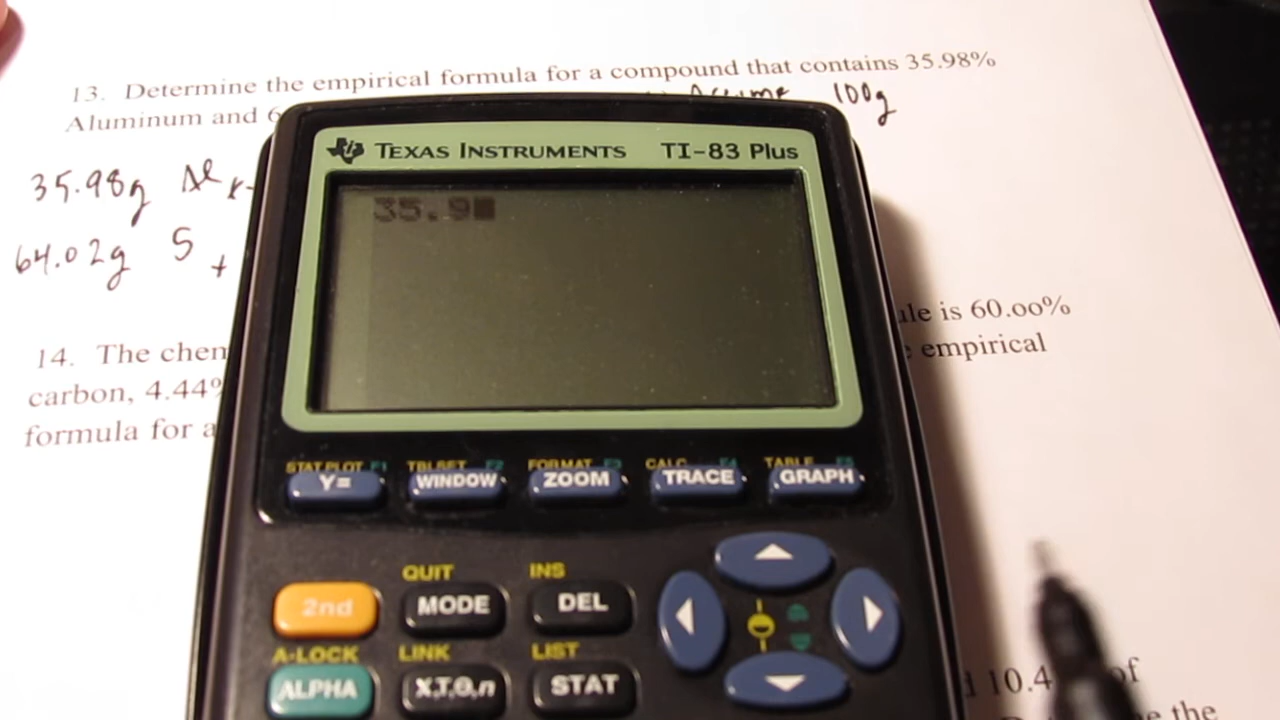 13. Determine the empirical formula for a compound that contains 35.98%
Aluminum and 6
Assume 100g
35.98g Al x
64.02g S +
TEXAS INSTRUMENTS TI-83 Plus
35.9
ule is 60.00%
14. The chem
empirical
carbon, 4.44%
formula for a
STAT PLOT F1 TBLSET F2 FORMAT F3 CALC F4 TABLE F5
Y= WINDOW ZOOM TRACE GRAPH
QUIT INS
2nd MODE DEL
A-LOCK LINK LIST
ALPHA X,T,Θ,n STAT
10.4 of
the